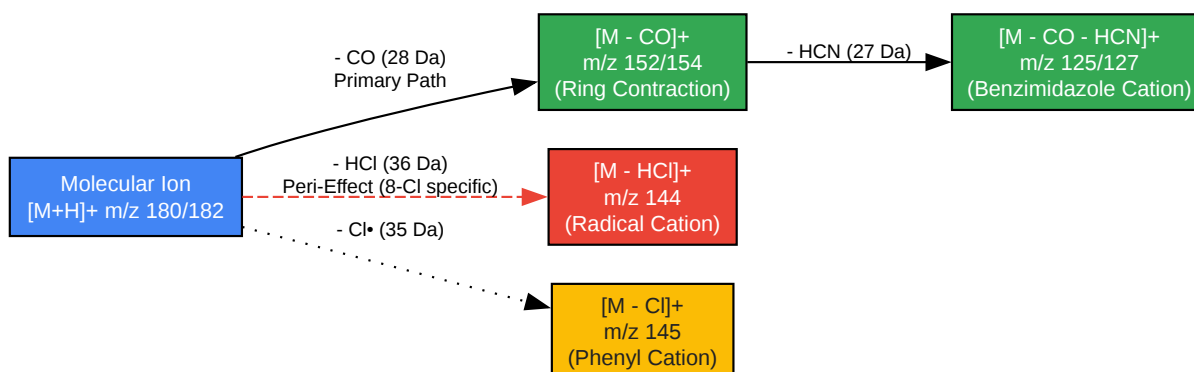 - CO (28 Da)
Primary Path
[M - CO]+
m/z 152/154
(Ring Contraction)
- HCN (27 Da)
[M - CO - HCN]+
m/z 125/127
(Benzimidazole Cation)
Molecular Ion
[M+H]+ m/z 180/182
- HCl (36 Da)
Peri-Effect (8-Cl specific)
[M - HCl]+
m/z 144
(Radical Cation)
- Cl• (35 Da)
[M - Cl]+
m/z 145
(Phenyl Cation)